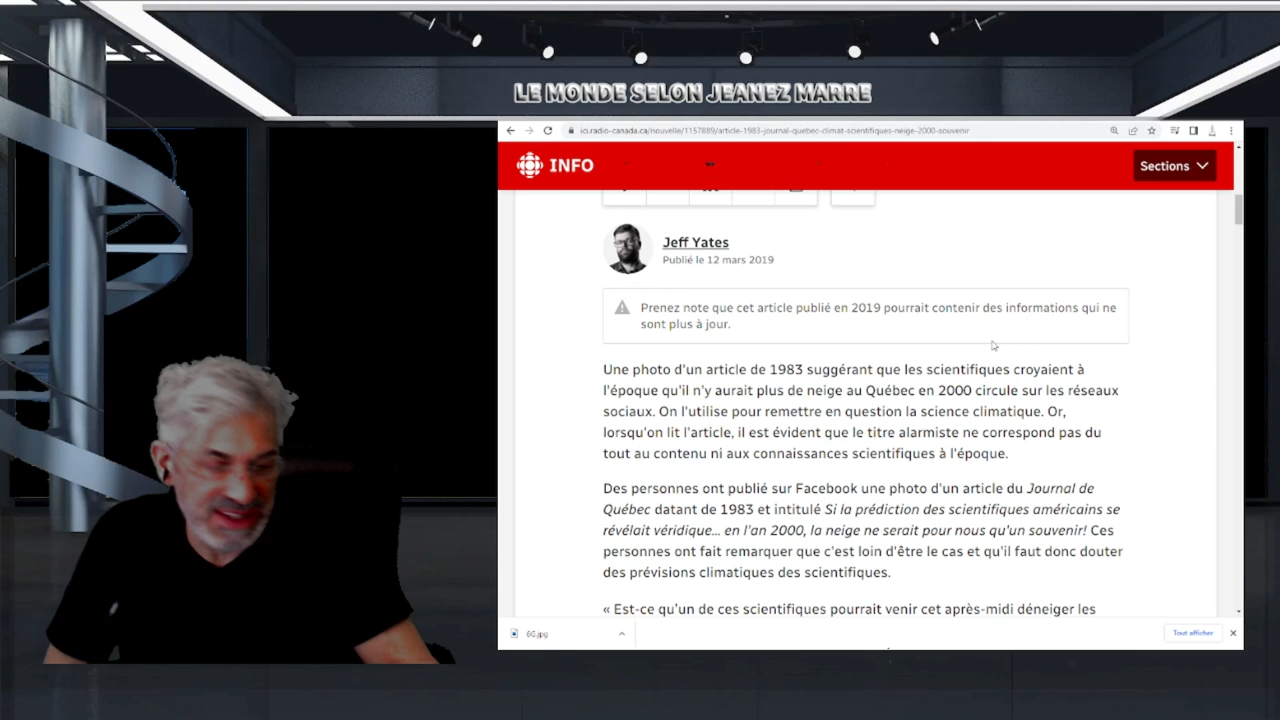 LE MONDE SELON JEANEZ MARRE
ici.radio-canada.ca/nouvelle/1157889/article-1983-journal-quebec-climat-scientifiques-neige-2000-souvenir
INFO
Sections
Jeff Yates
Publié le 12 mars 2019
Prenez note que cet article publié en 2019 pourrait contenir des informations qui ne
sont plus à jour.
Une photo d'un article de 1983 suggérant que les scientifiques croyaient à
l'époque qu'il n'y aurait plus de neige au Québec en 2000 circule sur les réseaux
sociaux. On l'utilise pour remettre en question la science climatique. Or,
lorsqu'on lit l'article, il est évident que le titre alarmiste ne correspond pas du
tout au contenu ni aux connaissances scientifiques à l'époque.
Des personnes ont publié sur Facebook une photo d'un article du Journal de
Québec datant de 1983 et intitulé Si la prédiction des scientifiques américains se
révélait véridique... en l'an 2000, la neige ne serait pour nous qu'un souvenir! Ces
personnes ont fait remarquer que c'est loin d'être le cas et qu'il faut donc douter
des prévisions climatiques des scientifiques.
« Est-ce qu'un de ces scientifiques pourrait venir cet après-midi déneiger les
6G.jpg
Tout afficher